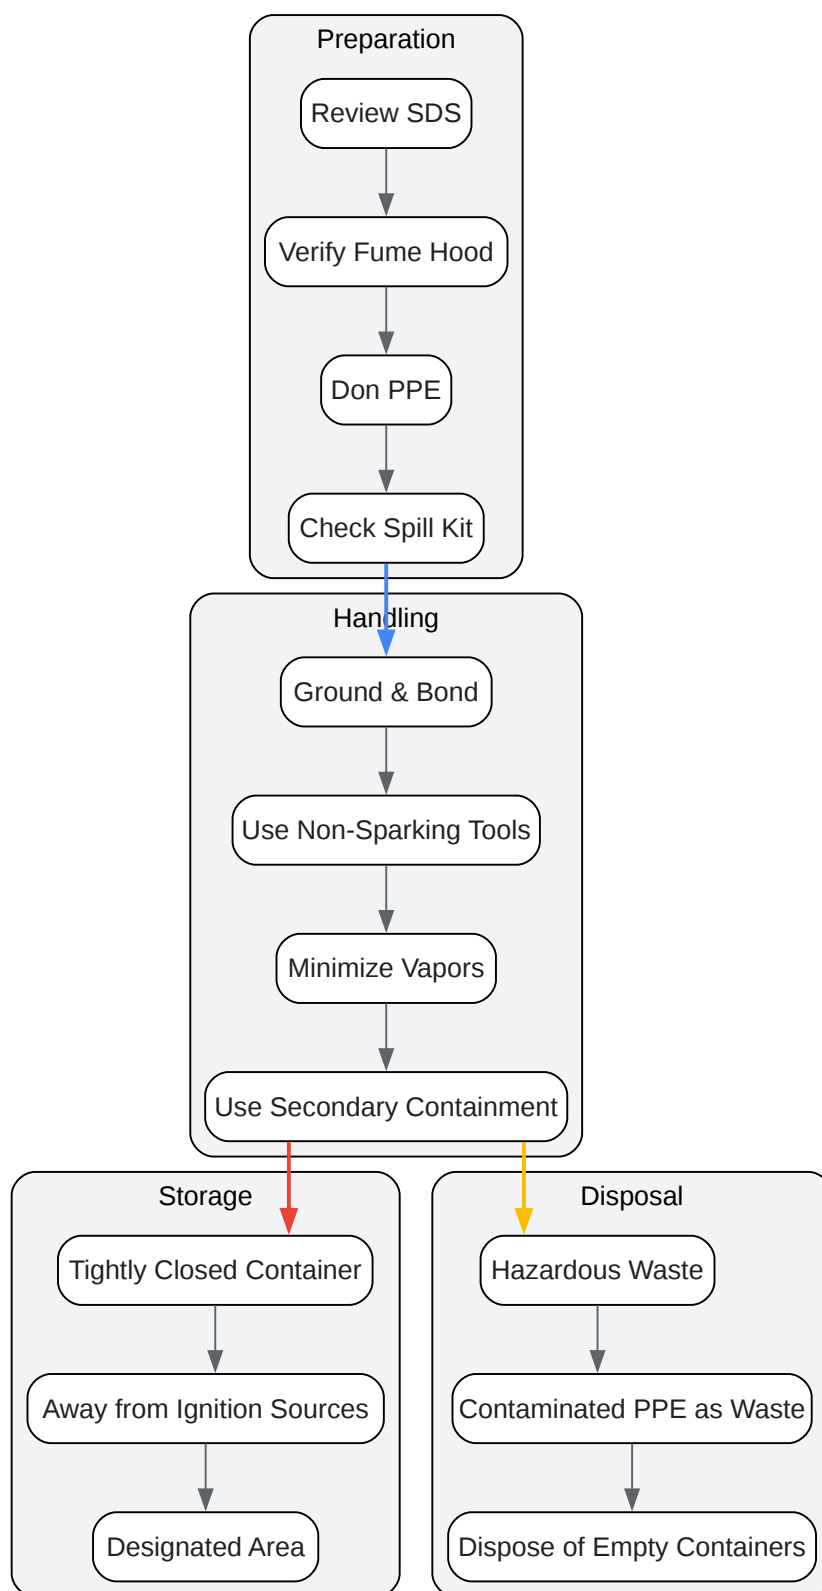 Preparation
Review SDS
Verify Fume Hood
Don PPE
Check Spill Kit
Handling
Ground & Bond
Use Non-Sparking Tools
Minimize Vapors
Use Secondary Containment
Storage
Tightly Closed Container
Away from Ignition Sources
Designated Area
Disposal
Hazardous Waste
Contaminated PPE as Waste
Dispose of Empty Containers